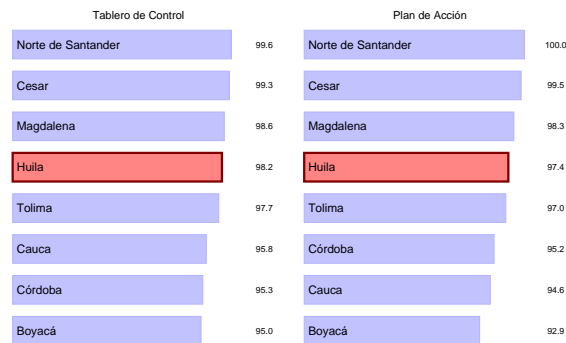 Tablero de Control
Norte de Santander 99.6
Cesar 99.3
Magdalena 98.6
Huila 98.2
Tolima 97.7
Cauca 95.8
Córdoba 95.3
Boyacá 95.0
Plan de Acción
Norte de Santander 100.0
Cesar 99.5
Magdalena 98.3
Huila 97.4
Tolima 97.0
Córdoba 95.2
Cauca 94.6
Boyacá 92.9